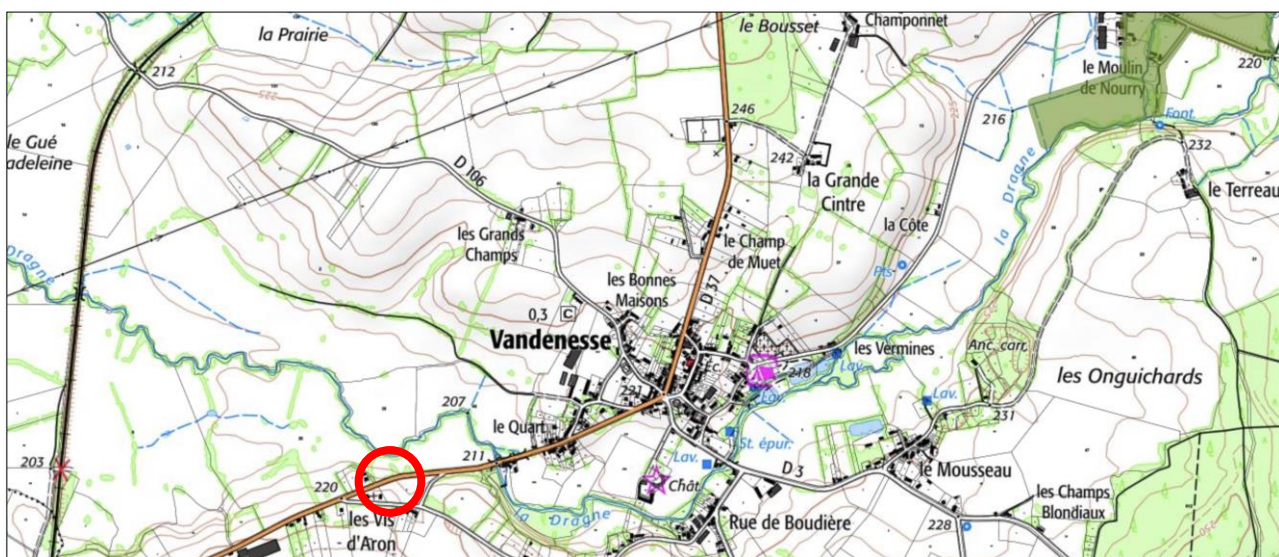 la Prairie
le Bousset
Champonnet
le Moulin
de Nourry
220
212
225
246
216
Font.
232
le Gué
adeleine
D 106
242
la Grande
Cintre
la Dragne
le Terreau
les Grands
Champs
le Champ
de Muet
la Côte
Pts
Dragne
les Bonnes
Maisons
D 37
0,3 C
Vandenesse
les Vermines
Anc. carr.
Éc.
218
Lav.
les Onguichards
221
Lav.
207
le Quart
Lav.
231
St. épur.
211
Lav.
D 3
le Mousseau
203
220
Chât.
les Vis
d'Aron
la Dragne
Rue de Boudière
les Champs
Blondiaux
228
250